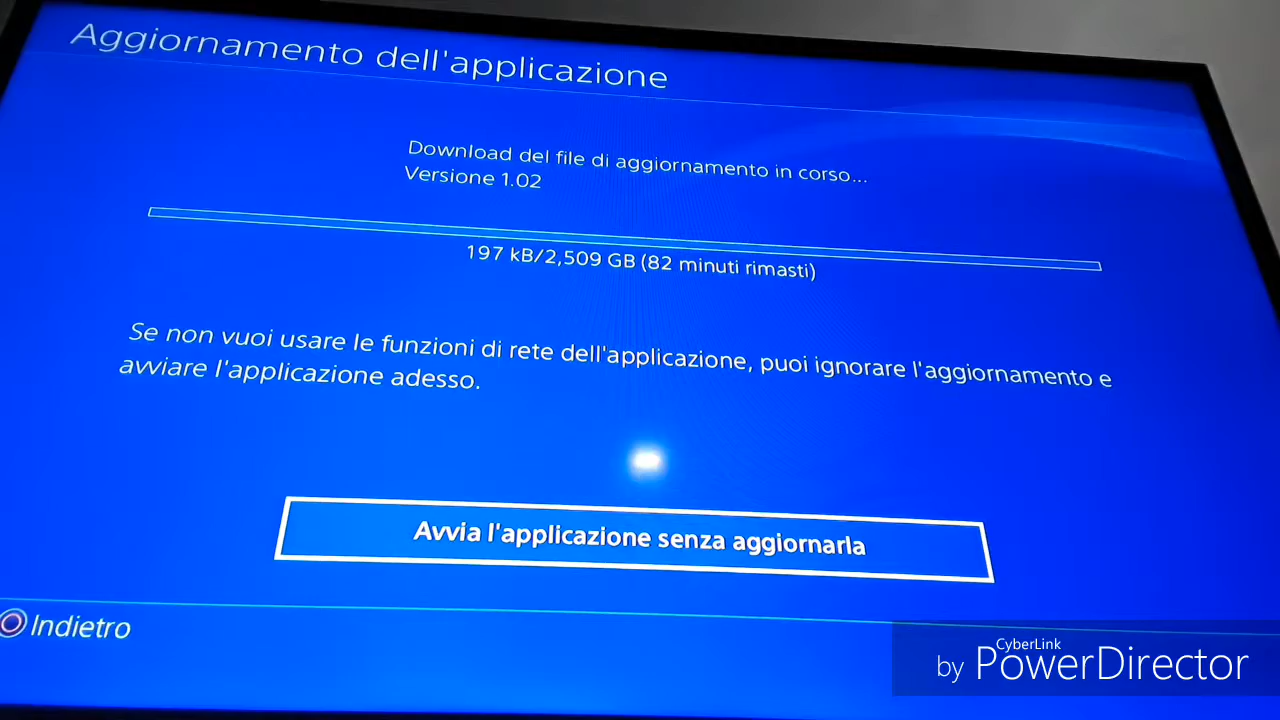 Aggiornamento dell'applicazione
Download del file di aggiornamento in corso...
Versione 1.02
197 kB/2,509 GB (82 minuti rimasti)
Se non vuoi usare le funzioni di rete dell'applicazione, puoi ignorare l'aggiornamento e
avviare l'applicazione adesso.
Avvia l'applicazione senza aggiornarla
Indietro
CyberLink
by PowerDirector